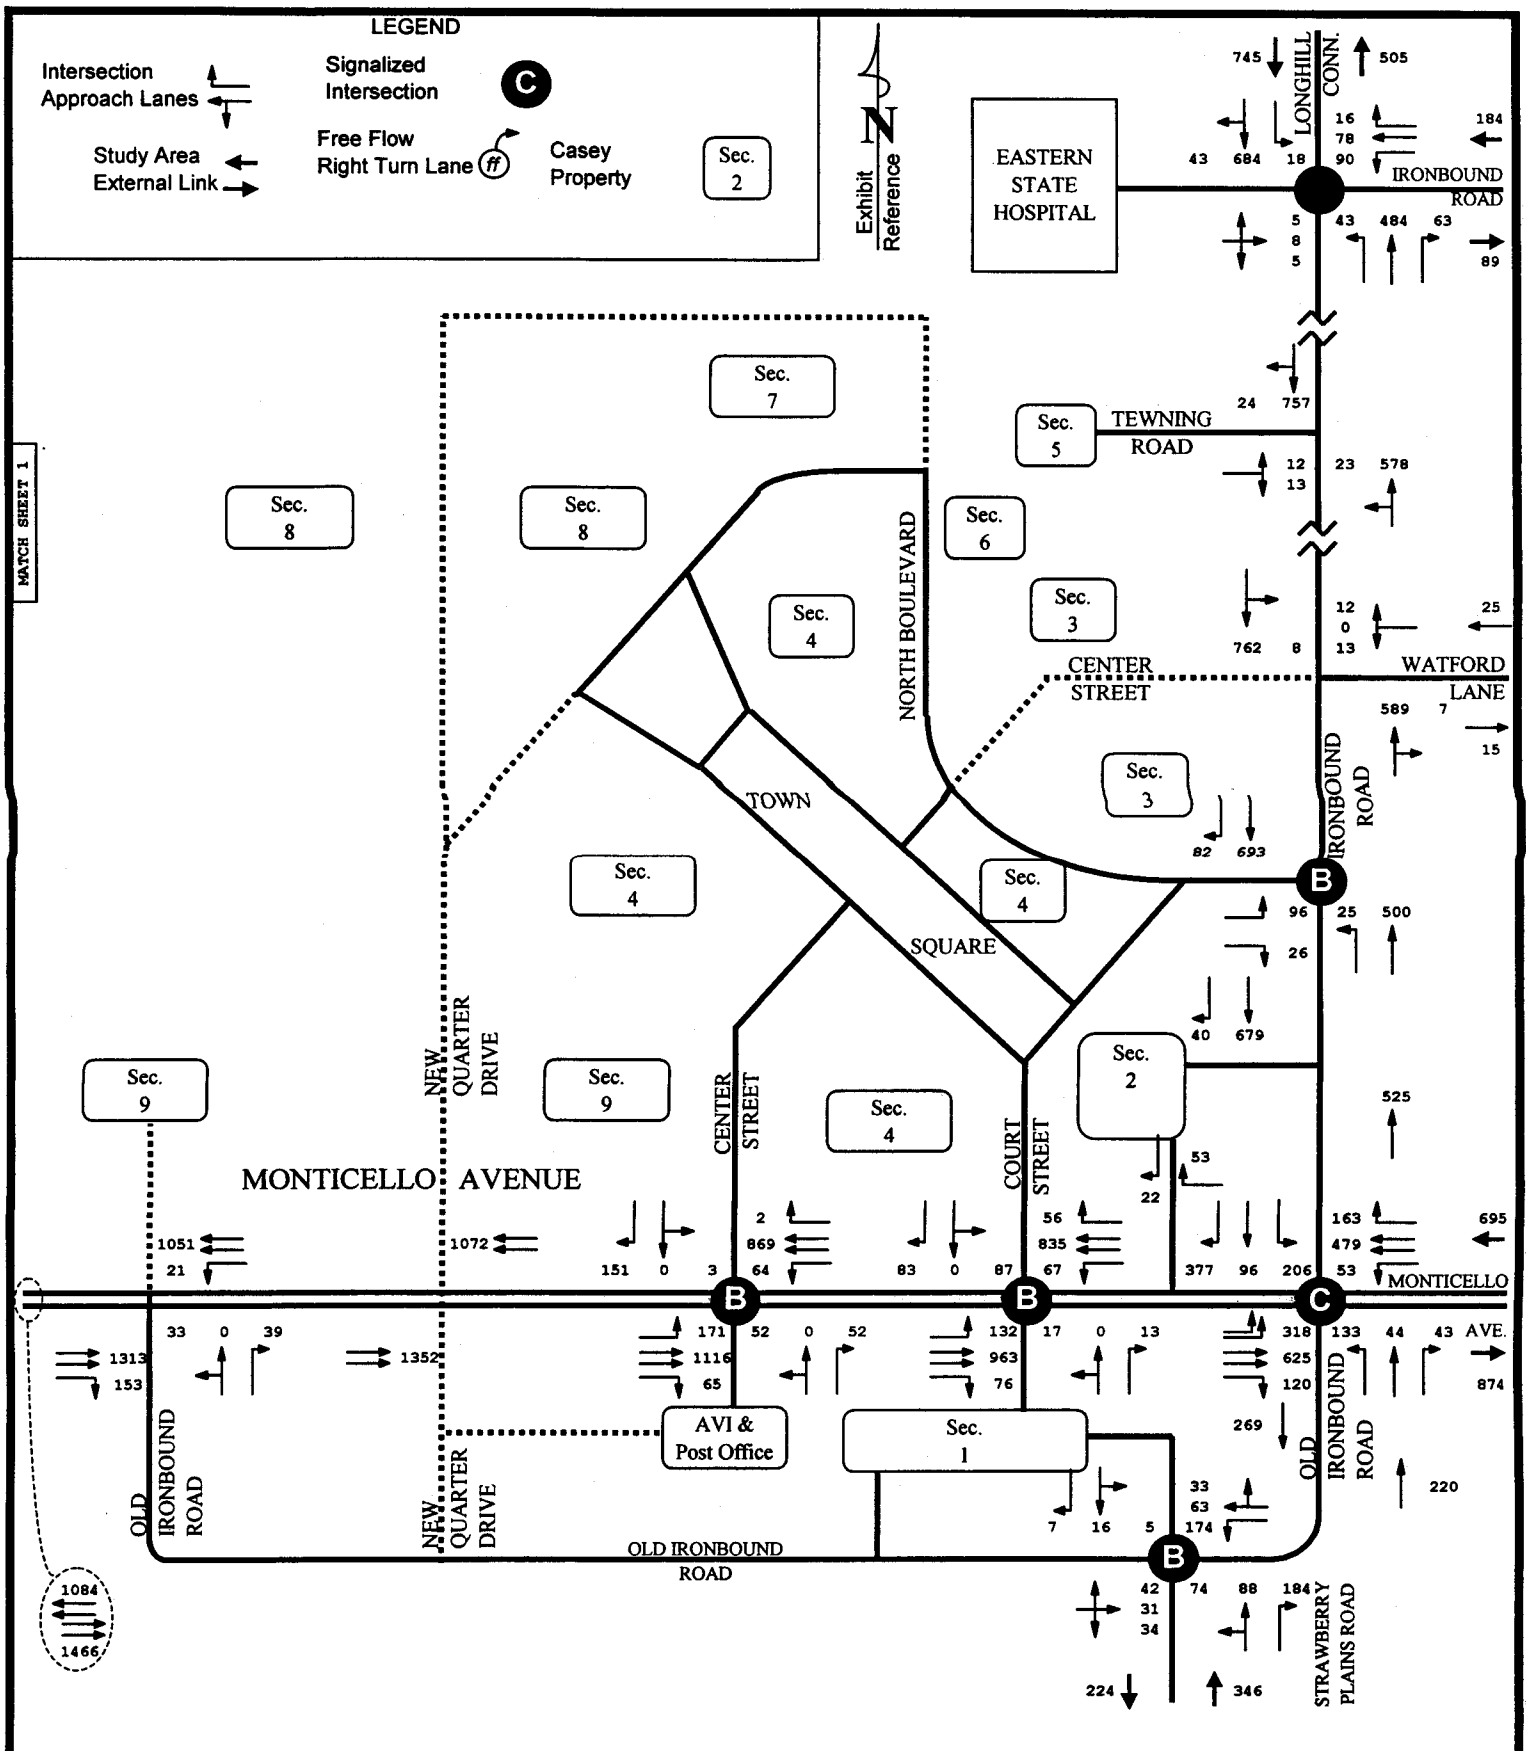 LEGEND
Intersection
Approach Lanes
Signalized
Intersection
C
Study Area
External Link
Free Flow
Right Turn Lane
ff
Casey
Property
Sec.
2
N
Exhibit
Reference
EASTERN
STATE
HOSPITAL
745
LONGHILL
CONN.
505
16
78
90
184
43 684 18
IRONBOUND
ROAD
5
8
5
43 484 63
89
MATCH SHEET 1
Sec.
7
Sec.
8
Sec.
8
24 757
Sec.
5
TEWNING
ROAD
12
13
23 578
Sec.
6
NORTH BOULEVARD
Sec.
4
Sec.
3
12
0
13
25
762 8
CENTER
STREET
WATFORD
LANE
589 7
15
IRONBOUND
ROAD
Sec.
3
TOWN
SQUARE
82 693
B
Sec.
4
Sec.
4
96
26
25 500
40 679
Sec.
2
525
NEW
QUARTER
DRIVE
Sec.
9
Sec.
9
CENTER
STREET
Sec.
4
COURT
STREET
53
22
MONTICELLO AVENUE
1051
21
1072
151 0 3
2
869
64
83 0 87
56
835
67
377 96 206
163
479
53
695
MONTICELLO
AVE.
B
B
C
33 0 39
1313
153
1352
171
1116
65
52 0 52
132
963
76
17 0 13
318
625
120
133 44 43
874
AVI &
Post Office
Sec.
1
269
OLD
IRONBOUND
ROAD
220
OLD
IRONBOUND
ROAD
NEW
QUARTER
DRIVE
7 16 5
33
63
174
OLD IRONBOUND
ROAD
B
1084
1466
42
31
34
74 88 184
STRAWBERRY
PLAINS ROAD
224
346